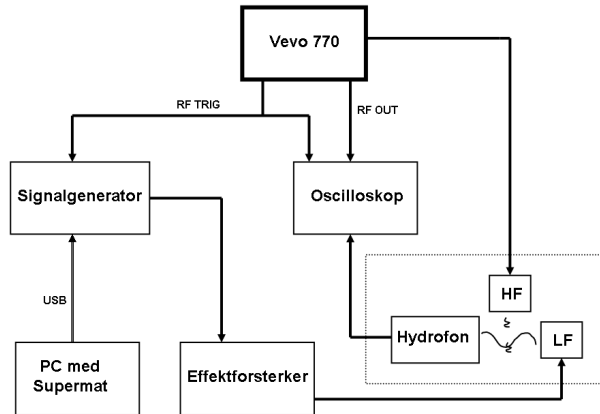 Vevo 770
RF TRIG
RF OUT
Signalgenerator
Oscilloskop
HF
USB
Hydrofon
LF
PC med
Supermat
Effektforsterker